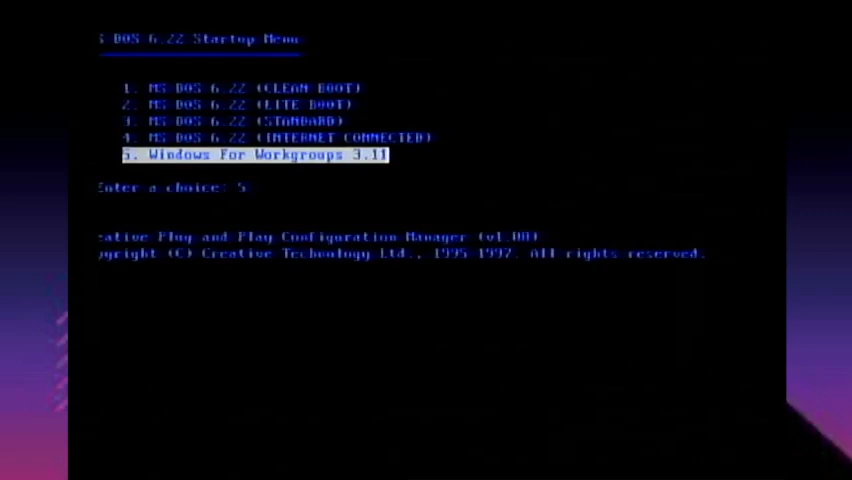 S DOS 6.22 Startup Menu
1. MS DOS 6.22 (CLEAN BOOT)
2. MS DOS 6.22 (LITE BOOT)
3. MS DOS 6.22 (STANDARD)
4. MS DOS 6.22 (INTERNET CONNECTED)
5. Windows For Workgroups 3.11
Enter a choice: 5
eative Plug and Play Configuration Manager (v1.08)
opyright (C) Creative Technology Ltd., 1995 1997. All rights reserved.